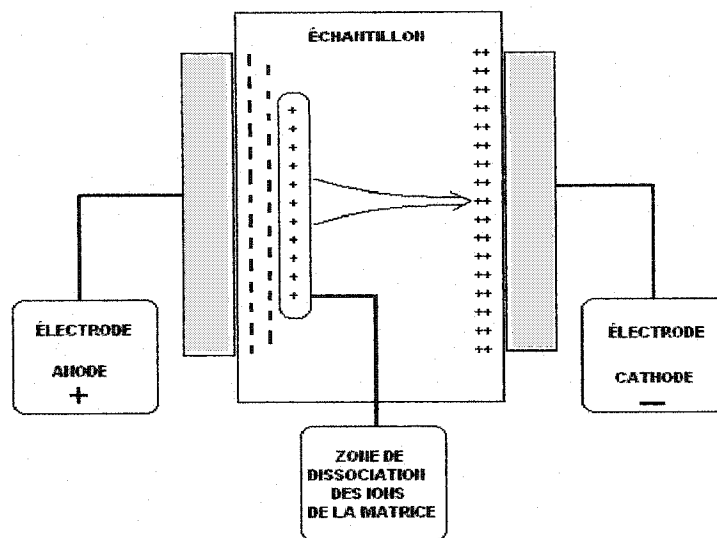 ÉCHANTILLON
ÉLECTRODE
ANODE
+
ÉLECTRODE
CATHODE
—
ZONE DE
DISSOCIATION
DES IONS
DE LA MATRICE